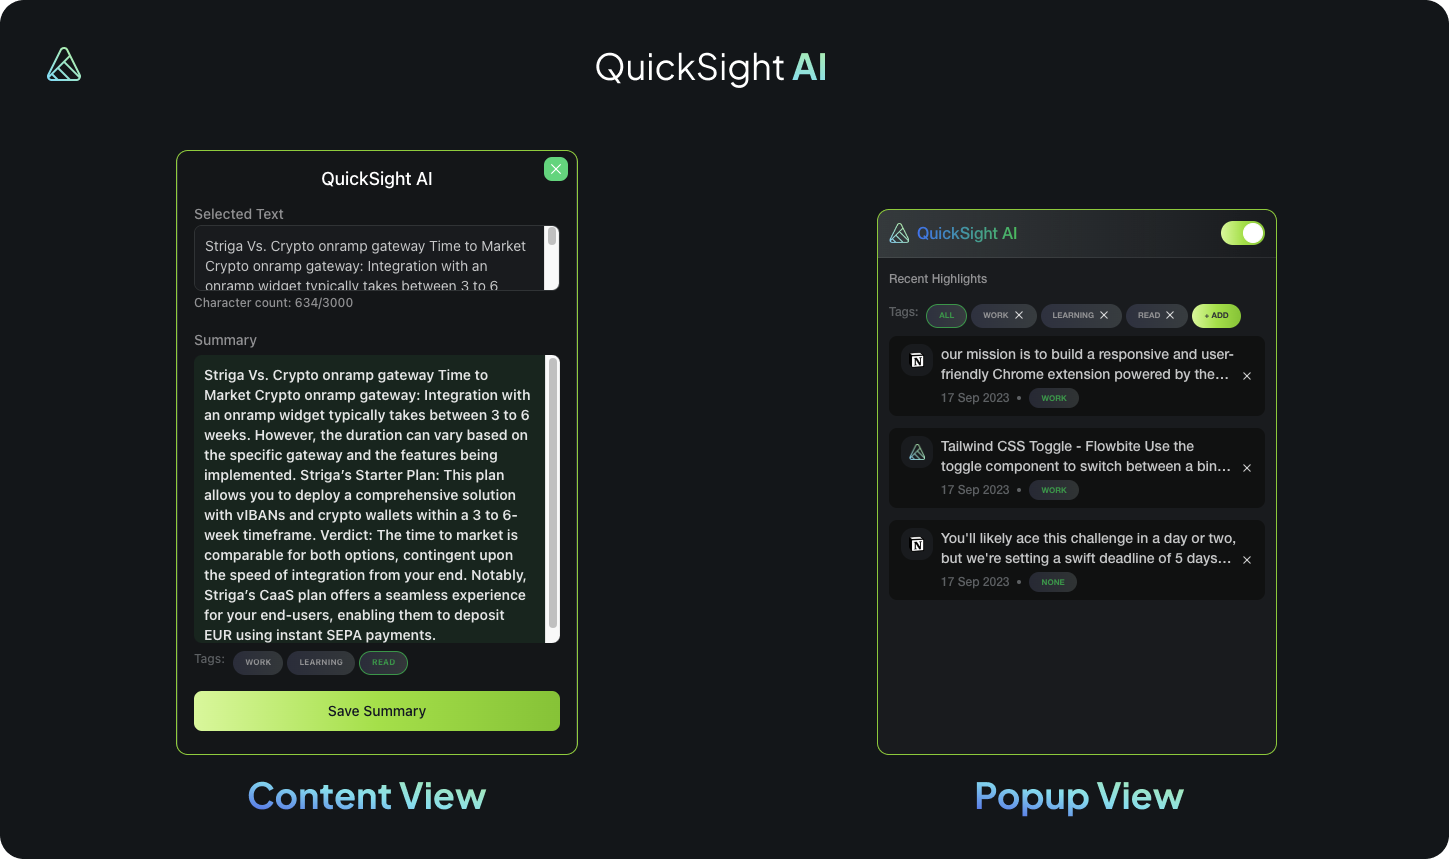 QuickSight AI
QuickSight AI
Selected Text
Striga Vs. Crypto onramp gateway Time to Market
Crypto onramp gateway: Integration with an
onramp widget typically takes between 3 to 6
Character count: 634/3000
Summary
Striga Vs. Crypto onramp gateway Time to
Market Crypto onramp gateway: Integration with
an onramp widget typically takes between 3 to 6
weeks. However, the duration can vary based on
the specific gateway and the features being
implemented. Striga’s Starter Plan: This plan
allows you to deploy a comprehensive solution
with vIBANs and crypto wallets within a 3 to 6-
week timeframe. Verdict: The time to market is
comparable for both options, contingent upon
the speed of integration from your end. Notably,
Striga’s CaaS plan offers a seamless experience
for your end-users, enabling them to deposit
EUR using instant SEPA payments.
Tags: WORK LEARNING READ
Save Summary
Content View
QuickSight AI
Recent Highlights
Tags: ALL WORK LEARNING READ + ADD
our mission is to build a responsive and user-
friendly Chrome extension powered by the...
17 Sep 2023 • WORK
Tailwind CSS Toggle - Flowbite Use the
toggle component to switch between a bin...
17 Sep 2023 • WORK
You'll likely ace this challenge in a day or two,
but we're setting a swift deadline of 5 days...
17 Sep 2023 • NONE
Popup View